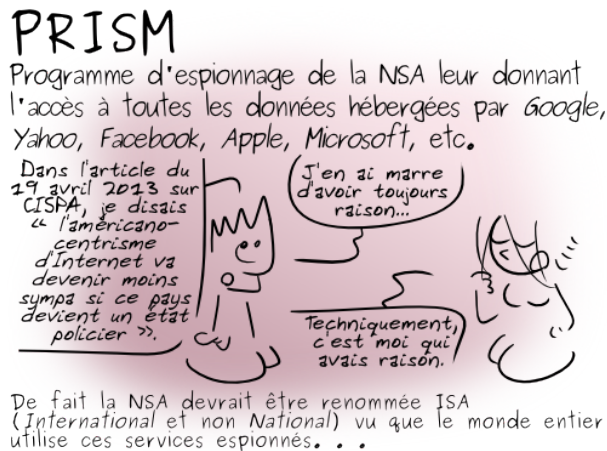 PRISM
Programme d'espionnage de la NSA leur donnant
l'accès à toutes les données hébergées par Google,
Yahoo, Facebook, Apple, Microsoft, etc.
Dans l'article du
19 avril 2013 sur
CISPA, je disais
“ l'américano-
centrisme
d'Internet va
devenir moins
sympa si ce pays
devient un état
policier ”.
J'en ai marre
d'avoir toujours
raison...
Techniquement,
c'est moi qui
avais raison.
De fait la NSA devrait être renommée ISA
(International et non National) vu que le monde entier
utilise ces services espionnés. . .